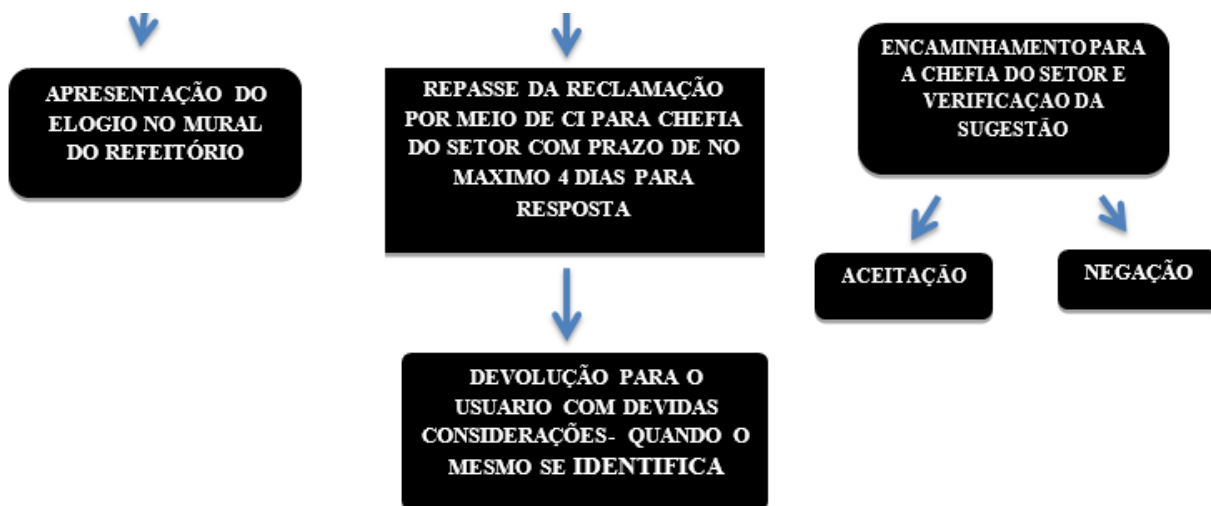 APRESENTAÇÃO DO
ELOGIO NO MURAL
DO REFEITÓRIO
REPASSE DA RECLAMAÇÃO
POR MEIO DE CI PARA CHEFIA
DO SETOR COM PRAZO DE NO
MAXIMO 4 DIAS PARA
RESPOSTA
DEVOLUÇÃO PARA O
USUARIO COM DEVIDAS
CONSIDERAÇÕES- QUANDO O
MESMO SE IDENTIFICA
ENCAMINHAMENTO PARA
A CHEFIA DO SETOR E
VERIFICAÇAO DA
SUGESTÃO
ACEITAÇÃO
NEGAÇÃO